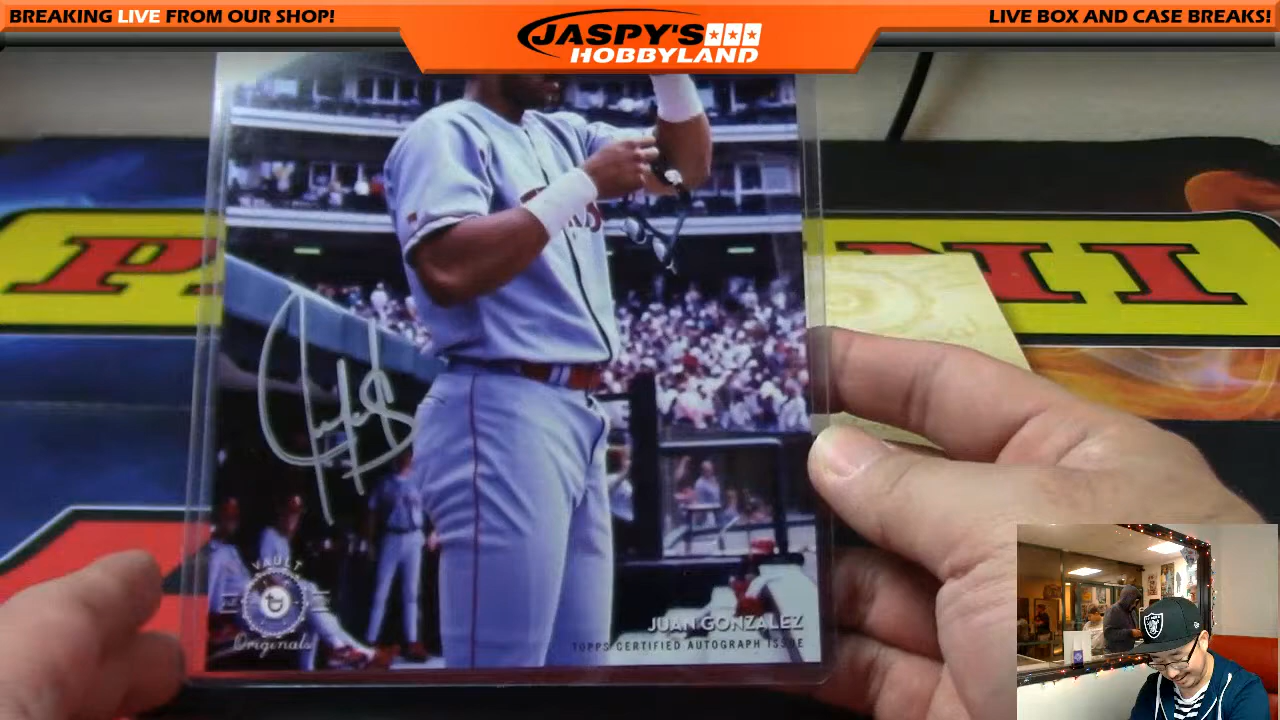 BREAKING LIVE FROM OUR SHOP!
JASPY'S
HOBBYLAND
LIVE BOX AND CASE BREAKS!
VAULT
Originals
JUAN GONZALEZ
TOPPS CERTIFIED AUTOGRAPH ISSUE